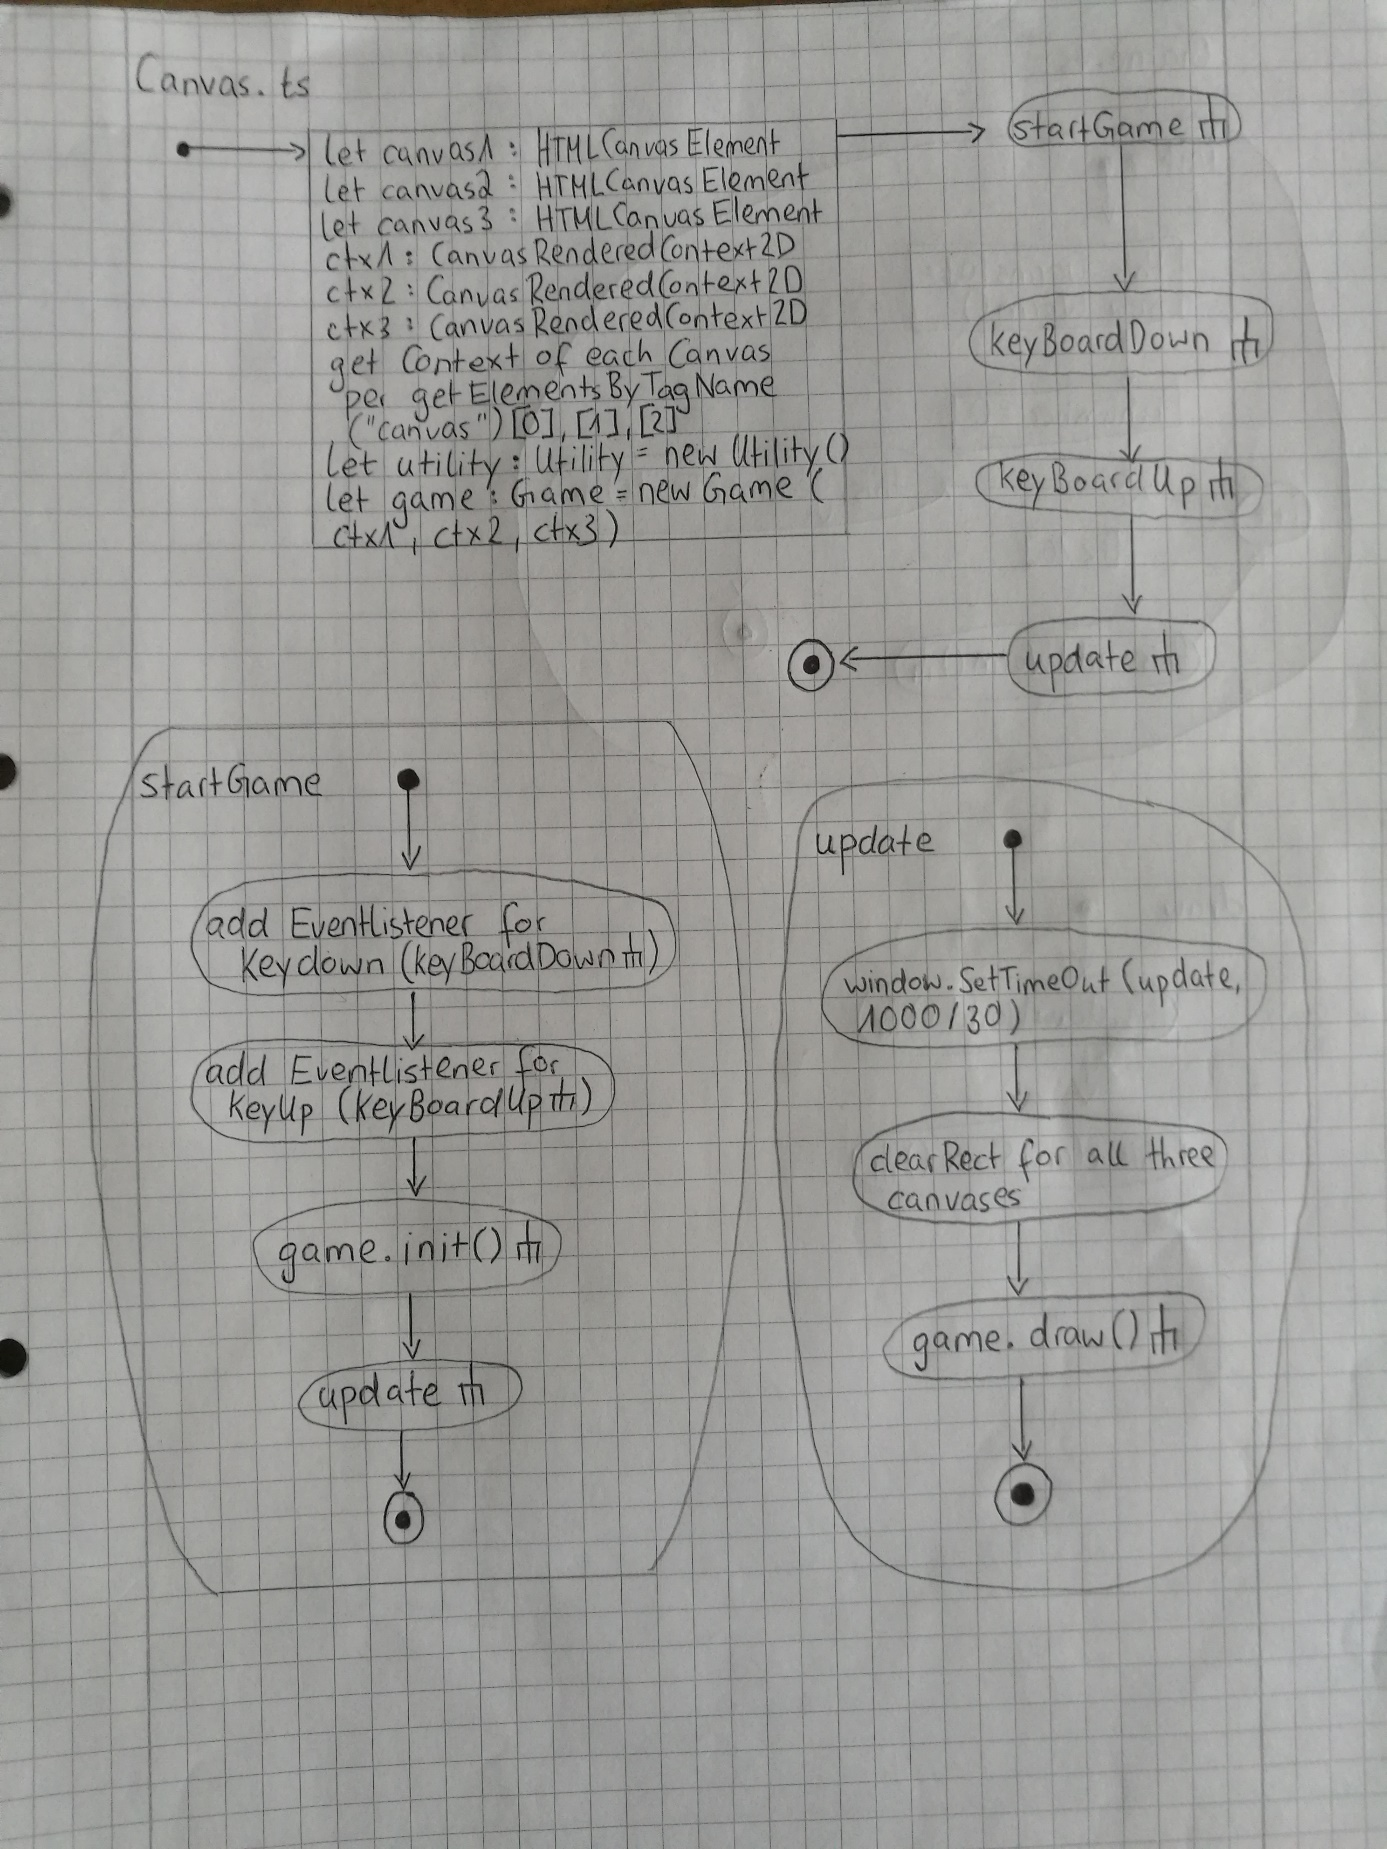 Canvas.ts
let canvas1 : HTMLCanvasElement
let canvas2 : HTMLCanvasElement
let canvas3 : HTMLCanvasElement
ctx1 : CanvasRenderedContext2D
ctx2 : CanvasRenderedContext2D
ctx3 : CanvasRenderedContext2D
get Context of each Canvas
per getElementsByTagName
("canvas")[0], [1], [2]
let utility : Utility = new Utility()
let game : Game = new Game (
ctx1, ctx2, ctx3)
startGame
keyBoardDown
keyBoardUp
update
startGame
add Eventlistener for
Keydown (keyBoardDown)
add Eventlistener for
KeyUp (KeyBoardUp)
game.init()
update
update
window.SetTimeOut (update,
1000/30)
clearRect for all three
canvases
game.draw()